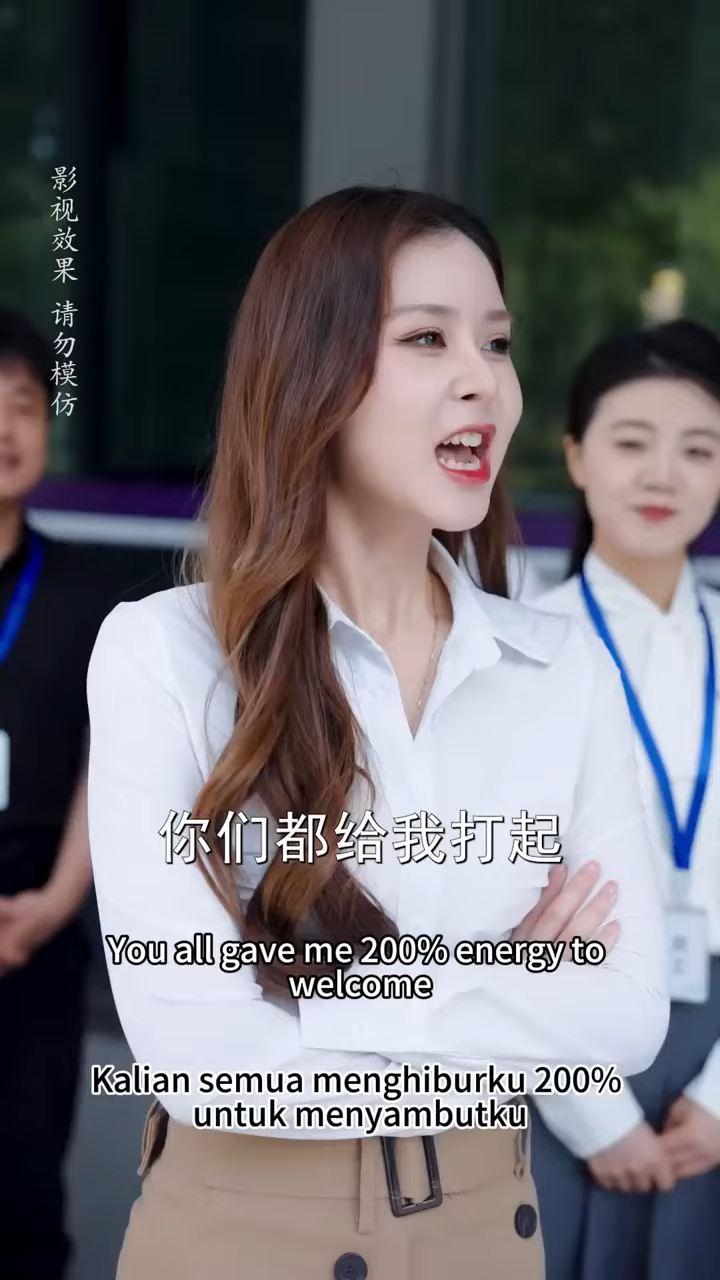 影视效果 请勿模仿
你们都给我打起
You all gave me 200% energy to
welcome
Kalian semua menghiburku 200%
untuk menyambutku